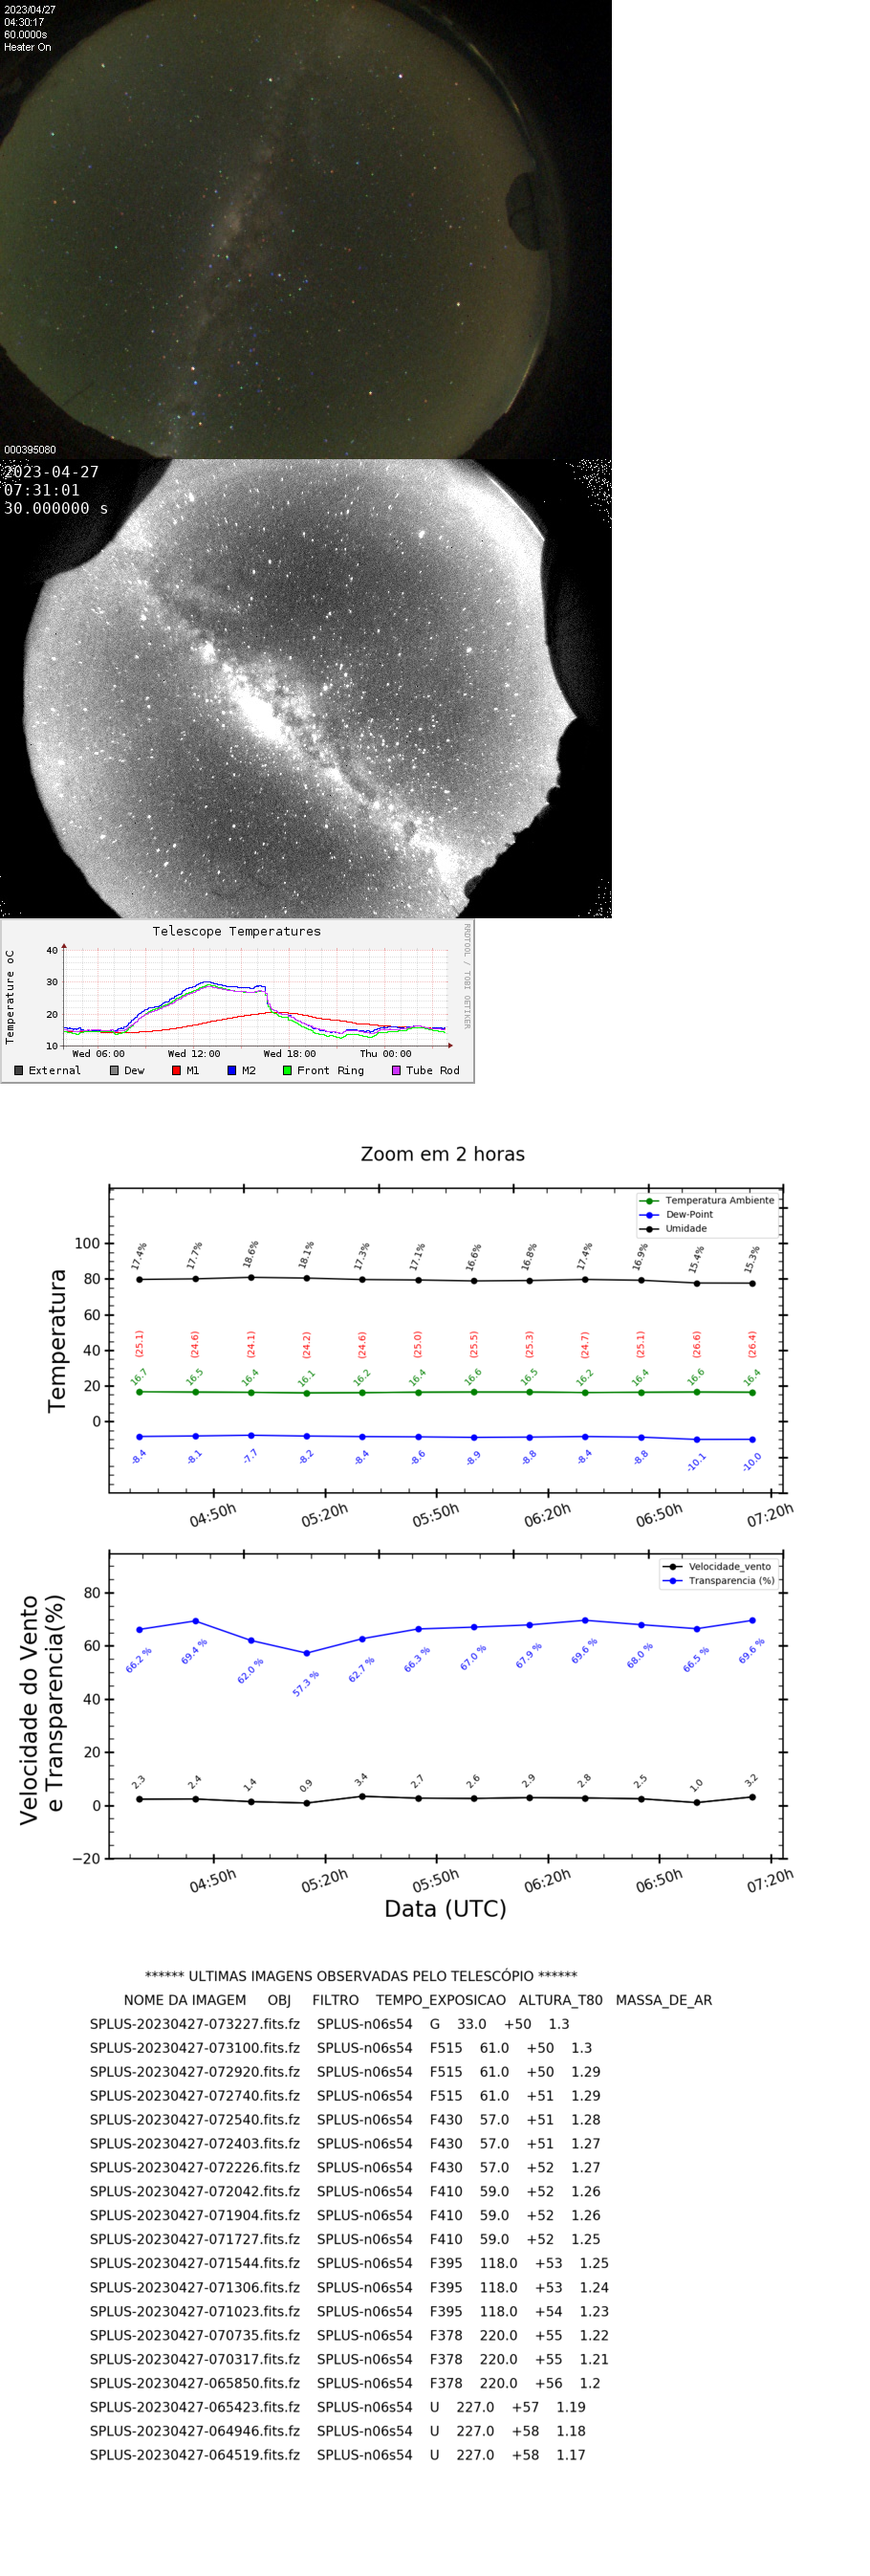 2023/04/27
04:30:17
60.0000s
Heater On
000395080
2023-04-27
07:31:01
30.000000 s
Telescope Temperatures
RRDTOOL / TOBI OETIKER
Temperature oC
40
30
20
10
Wed 06:00 Wed 12:00 Wed 18:00 Thu 00:00
External Dew M1 M2 Front Ring Tube Rod
Zoom em 2 horas
Temperatura
Temperatura Ambiente
Dew-Point
Umidade
100
80
60
40
20
0
17.4% 17.7% 18.6% 18.1% 17.3% 17.1% 16.6% 16.8% 17.4% 16.9% 15.4% 15.3%
(25.1) (24.6) (24.1) (24.2) (24.6) (25.0) (25.5) (25.3) (24.7) (25.1) (26.6) (26.4)
16.7 16.5 16.4 16.1 16.2 16.4 16.6 16.5 16.2 16.4 16.6 16.4
-8.4 -8.1 -7.7 -8.2 -8.4 -8.6 -8.9 -8.8 -8.4 -8.8 -10.1 -10.0
04:50h 05:20h 05:50h 06:20h 06:50h 07:20h
Velocidade do Vento
e Transparencia(%)
Velocidade_vento
Transparencia (%)
80
60
40
20
0
−20
66.2 % 69.4 % 62.0 % 57.3 % 62.7 % 66.3 % 67.0 % 67.9 % 69.6 % 68.0 % 66.5 % 69.6 %
2.3 2.4 1.4 0.9 3.4 2.7 2.6 2.9 2.8 2.5 1.0 3.2
04:50h 05:20h 05:50h 06:20h 06:50h 07:20h
Data (UTC)
****** ULTIMAS IMAGENS OBSERVADAS PELO TELESCÓPIO ******
NOME DA IMAGEM OBJ FILTRO TEMPO_EXPOSICAO ALTURA_T80 MASSA_DE_AR
SPLUS-20230427-073227.fits.fz SPLUS-n06s54 G 33.0 +50 1.3
SPLUS-20230427-073100.fits.fz SPLUS-n06s54 F515 61.0 +50 1.3
SPLUS-20230427-072920.fits.fz SPLUS-n06s54 F515 61.0 +50 1.29
SPLUS-20230427-072740.fits.fz SPLUS-n06s54 F515 61.0 +51 1.29
SPLUS-20230427-072540.fits.fz SPLUS-n06s54 F430 57.0 +51 1.28
SPLUS-20230427-072403.fits.fz SPLUS-n06s54 F430 57.0 +51 1.27
SPLUS-20230427-072226.fits.fz SPLUS-n06s54 F430 57.0 +52 1.27
SPLUS-20230427-072042.fits.fz SPLUS-n06s54 F410 59.0 +52 1.26
SPLUS-20230427-071904.fits.fz SPLUS-n06s54 F410 59.0 +52 1.26
SPLUS-20230427-071727.fits.fz SPLUS-n06s54 F410 59.0 +52 1.25
SPLUS-20230427-071544.fits.fz SPLUS-n06s54 F395 118.0 +53 1.25
SPLUS-20230427-071306.fits.fz SPLUS-n06s54 F395 118.0 +53 1.24
SPLUS-20230427-071023.fits.fz SPLUS-n06s54 F395 118.0 +54 1.23
SPLUS-20230427-070735.fits.fz SPLUS-n06s54 F378 220.0 +55 1.22
SPLUS-20230427-070317.fits.fz SPLUS-n06s54 F378 220.0 +55 1.21
SPLUS-20230427-065850.fits.fz SPLUS-n06s54 F378 220.0 +56 1.2
SPLUS-20230427-065423.fits.fz SPLUS-n06s54 U 227.0 +57 1.19
SPLUS-20230427-064946.fits.fz SPLUS-n06s54 U 227.0 +58 1.18
SPLUS-20230427-064519.fits.fz SPLUS-n06s54 U 227.0 +58 1.17